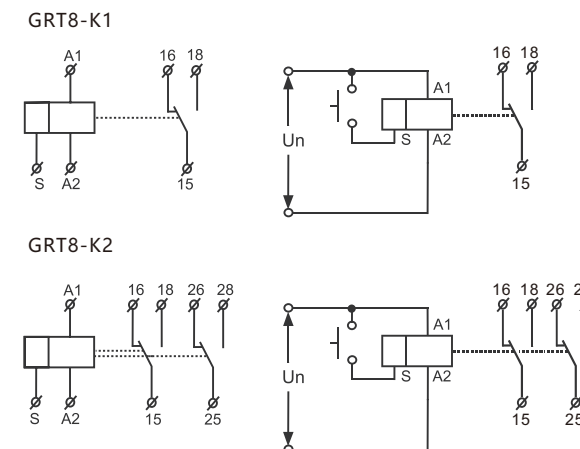 GRT8-K1
A1 16 18 16 18
A1
Un S A2
S A2 15 15
GRT8-K2
A1 16 18 26 28 16 18 26
A1
Un S A2
S A2 15 25 15 25